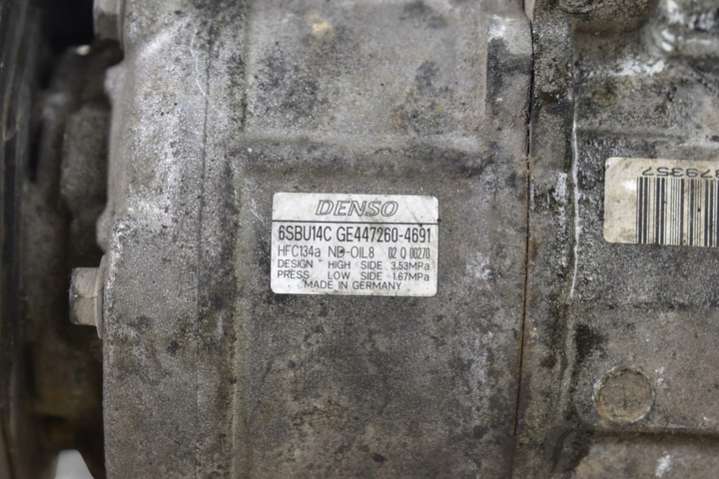 DENSO
6SBU14C GE447260-4691
HFC134a ND-OIL8 02 Q 00270
DESIGN HIGH SIDE 3.53MPa
PRESS LOW SIDE 1.67MPa
MADE IN GERMANY